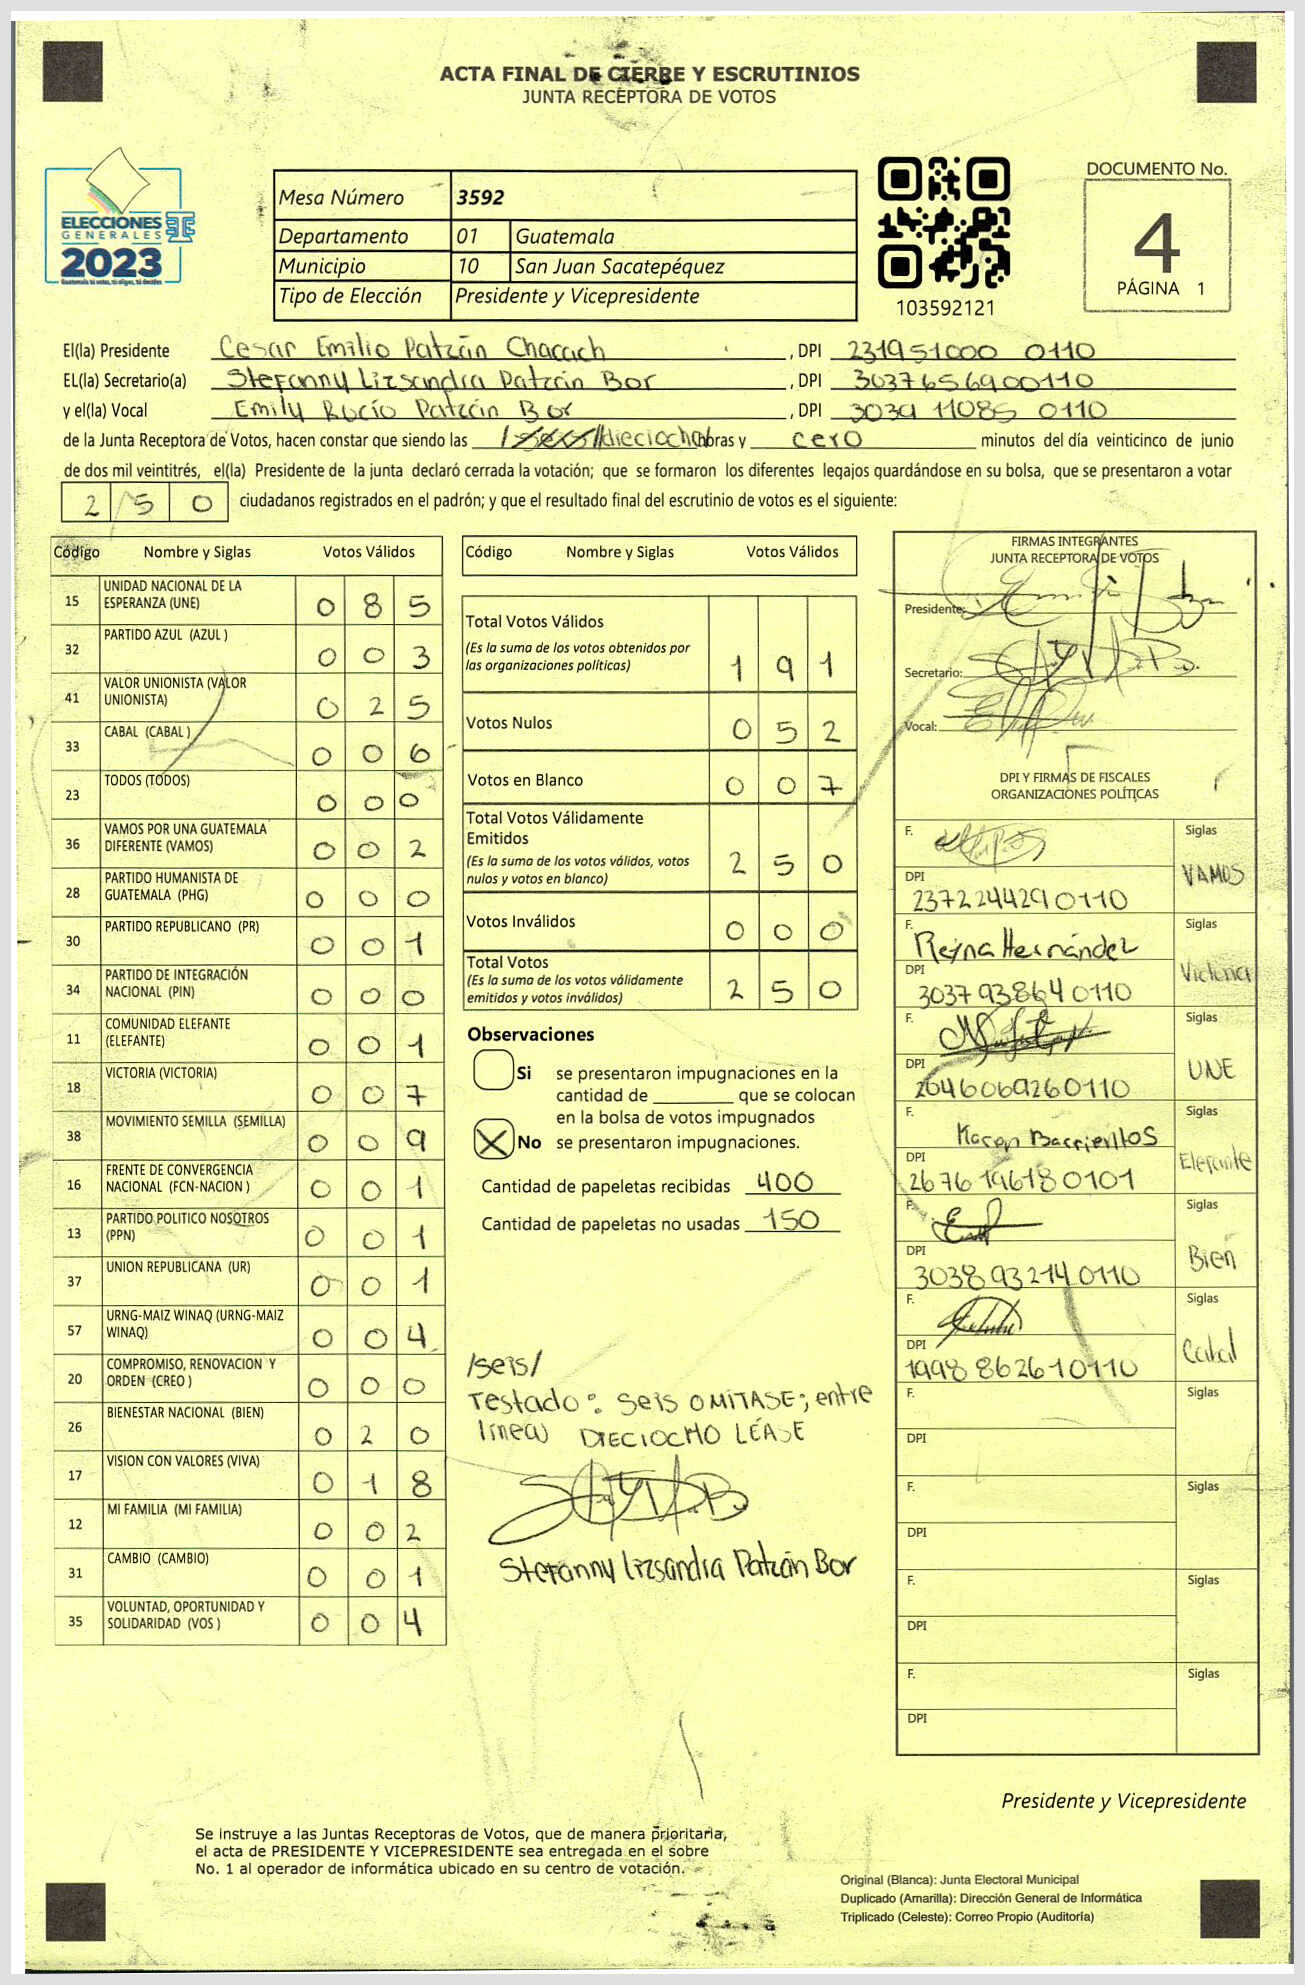 ACTA FINAL DE CIERRE Y ESCRUTINIOS
JUNTA RECEPTORA DE VOTOS
ELECCIONES
GENERALES
2023
Mesa Número 3592
Departamento 01 Guatemala
Municipio 10 San Juan Sacatepéquez
Tipo de Elección Presidente y Vicepresidente
103592121
DOCUMENTO No.
4
PÁGINA 1
El(la) Presidente Cesar Emilio Patzán Chacach, DPI 231951000 0110
EL(la) Secretario(a) Stefanny Lizsandra Patzán Bor, DPI 3037656900110
y el(la) Vocal Emily Rocío Patzán Bor, DPI 3039 11085 0110
de la Junta Receptora de Votos, hacen constar que siendo las /seis/ /dieciocho/ horas y cero minutos del día veinticinco de junio
de dos mil veintitrés, el(la) Presidente de la junta declaró cerrada la votación; que se formaron los diferentes legajos quardándose en su bolsa, que se presentaron a votar
2 5 0 ciudadanos registrados en el padrón; y que el resultado final del escrutinio de votos es el siguiente:
Código Nombre y Siglas Votos Válidos
15 UNIDAD NACIONAL DE LA ESPERANZA (UNE) 0 8 5
32 PARTIDO AZUL (AZUL ) 0 0 3
41 VALOR UNIONISTA (VALOR UNIONISTA) 0 2 5
33 CABAL (CABAL ) 0 0 6
23 TODOS (TODOS) 0 0 0
36 VAMOS POR UNA GUATEMALA DIFERENTE (VAMOS) 0 0 2
28 PARTIDO HUMANISTA DE GUATEMALA (PHG) 0 0 0
30 PARTIDO REPUBLICANO (PR) 0 0 1
34 PARTIDO DE INTEGRACIÓN NACIONAL (PIN) 0 0 0
11 COMUNIDAD ELEFANTE (ELEFANTE) 0 0 1
18 VICTORIA (VICTORIA) 0 0 7
38 MOVIMIENTO SEMILLA (SEMILLA) 0 0 9
16 FRENTE DE CONVERGENCIA NACIONAL (FCN-NACION ) 0 0 1
13 PARTIDO POLITICO NOSOTROS (PPN) 0 0 1
37 UNION REPUBLICANA (UR) 0 0 1
57 URNG-MAIZ WINAQ (URNG-MAIZ WINAQ) 0 0 4
20 COMPROMISO, RENOVACION Y ORDEN (CREO ) 0 0 0
26 BIENESTAR NACIONAL (BIEN) 0 2 0
17 VISION CON VALORES (VIVA) 0 1 8
12 MI FAMILIA (MI FAMILIA) 0 0 2
31 CAMBIO (CAMBIO) 0 0 1
35 VOLUNTAD, OPORTUNIDAD Y SOLIDARIDAD (VOS ) 0 0 4
Código Nombre y Siglas Votos Válidos
Total Votos Válidos
(Es la suma de los votos obtenidos por
las organizaciones políticas) 1 9 1
Votos Nulos 0 5 2
Votos en Blanco 0 0 7
Total Votos Válidamente
Emitidos
(Es la suma de los votos válidos, votos
nulos y votos en blanco) 2 5 0
Votos Inválidos 0 0 0
Total Votos
(Es la suma de los votos válidamente
emitidos y votos inválidos) 2 5 0
Observaciones
Si se presentaron impugnaciones en la
cantidad de ________ que se colocan
en la bolsa de votos impugnados
X No se presentaron impugnaciones.
Cantidad de papeletas recibidas 400
Cantidad de papeletas no usadas 150
/seis/
Testado: SEIS OMITASE; entre
lineas DIECIOCHO LÉASE
Stefanny Lizsandra Patzán Bor
FIRMAS INTEGRANTES
JUNTA RECEPTORA DE VOTOS
Presidente:
Secretario:
Vocal:
DPI Y FIRMAS DE FISCALES
ORGANIZACIONES POLÍTICAS
F. Siglas VAMOS
DPI 237224429 0110
F. Reyna Hernández Siglas Victoria
DPI 3037 93864 0110
F. Siglas UNE
DPI 2046069260110
F. Karen Barrientos Siglas Elefante
DPI 2676 19618 0101
F. Siglas Bien
DPI 3038 93214 0110
F. Siglas Cabal
DPI 1998 86261 0110
F. Siglas
DPI
F. Siglas
DPI
F. Siglas
DPI
F. Siglas
DPI
Presidente y Vicepresidente
Se instruye a las Juntas Receptoras de Votos, que de manera prioritaria,
el acta de PRESIDENTE Y VICEPRESIDENTE sea entregada en el sobre
No. 1 al operador de informática ubicado en su centro de votación.
Original (Blanca): Junta Electoral Municipal
Duplicado (Amarilla): Dirección General de Informática
Triplicado (Celeste): Correo Propio (Auditoría)